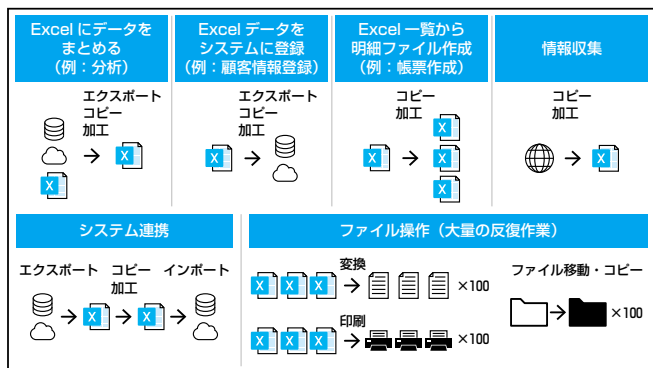 Excel にデータを
まとめる
（例：分析）
エクスポート
コピー
加工
X
X
Excel データを
システムに登録
（例：顧客情報登録）
エクスポート
コピー
加工
X
Excel 一覧から
明細ファイル作成
（例：帳票作成）
コピー
加工
X
X
X
X
情報収集
コピー
加工
X
システム連携
エクスポート コピー インポート
加工
X X
ファイル操作（大量の反復作業）
変換
X X X ×100
印刷
X X X ×100
ファイル移動・コピー
×100